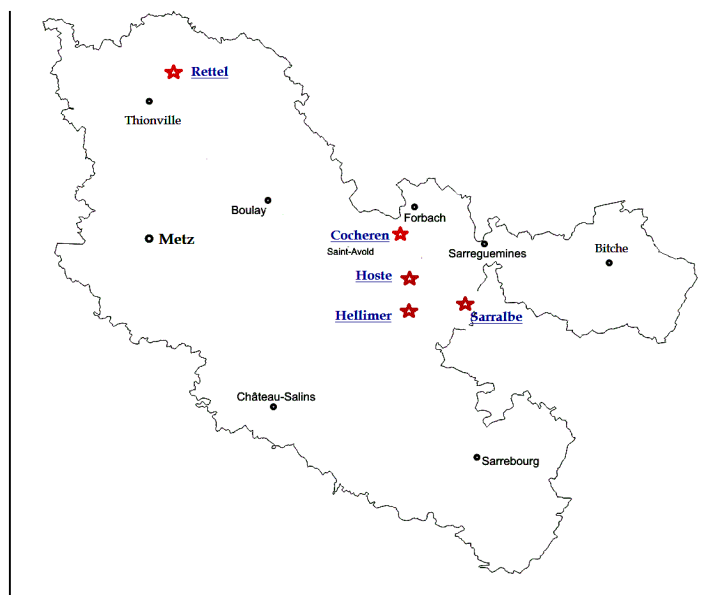 Rettel
Thionville
Boulay
Forbach
Metz
Cocheren
Saint-Avold
Sarreguemines
Bitche
Hoste
Hellimer
Sarralbe
Château-Salins
Sarrebourg